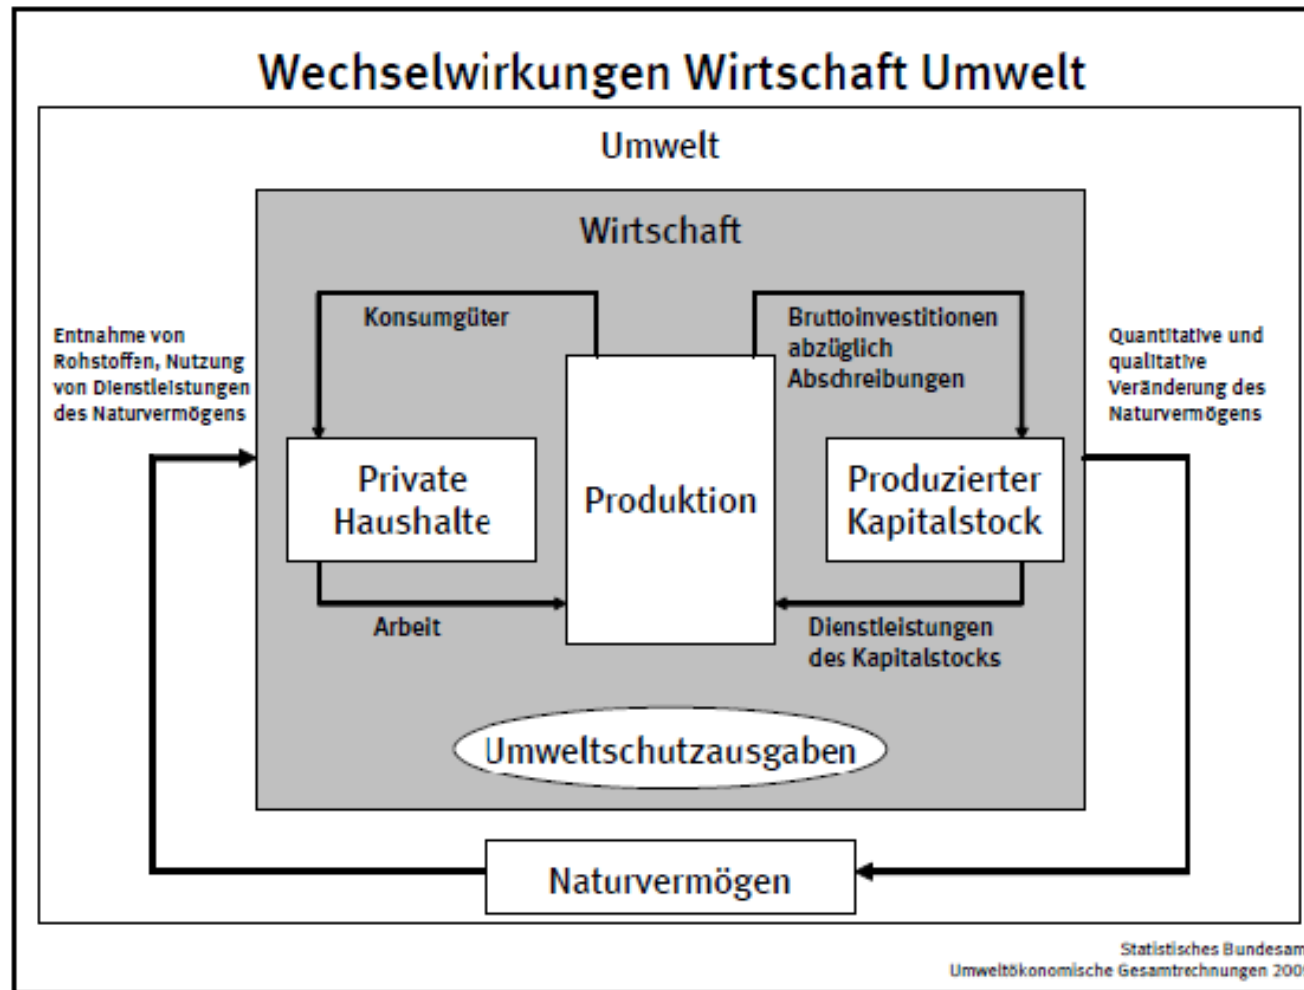 Wechselwirkungen Wirtschaft Umwelt
Umwelt
Wirtschaft
Konsumgüter
Bruttoinvestitionen
abzüglich
Abschreibungen
Entnahme von
Rohstoffen, Nutzung
von Dienstleistungen
des Naturvermögens
Quantitative und
qualitative
Veränderung des
Naturvermögens
Private
Haushalte
Produktion
Produzierter
Kapitalstock
Arbeit
Dienstleistungen
des Kapitalstocks
Umweltschutzausgaben
Naturvermögen
Statistisches Bundesam
Umweltökonomische Gesamtrechnungen 200